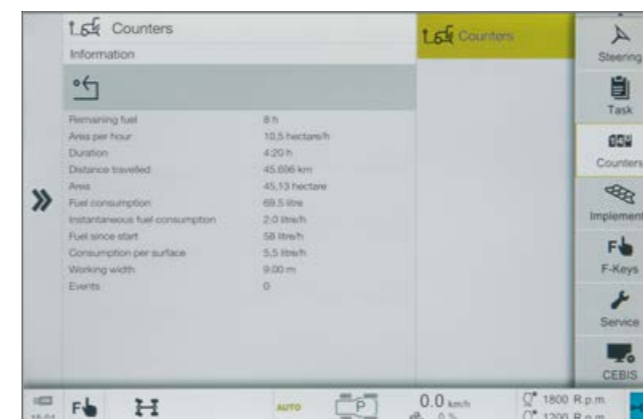 Counters
Information
Remaining fuel 8 h
Area per hour 10,5 hectare/h
Duration 4:20 h
Distance travelled 45.696 km
Area 45,13 hectare
Fuel consumption 69.5 litre
Instantaneous fuel consumption 2.0 litre/h
Fuel since start 58 litre/h
Consumption per surface 5,5 litre/h
Working width 9.00 m
Events 0
Counters
Steering
Task
Counters
Implement
F-Keys
Service
CEBIS
AUTO
P
0.0 km/h
0 %
1800 R.p.m.
1200 R.p.m.